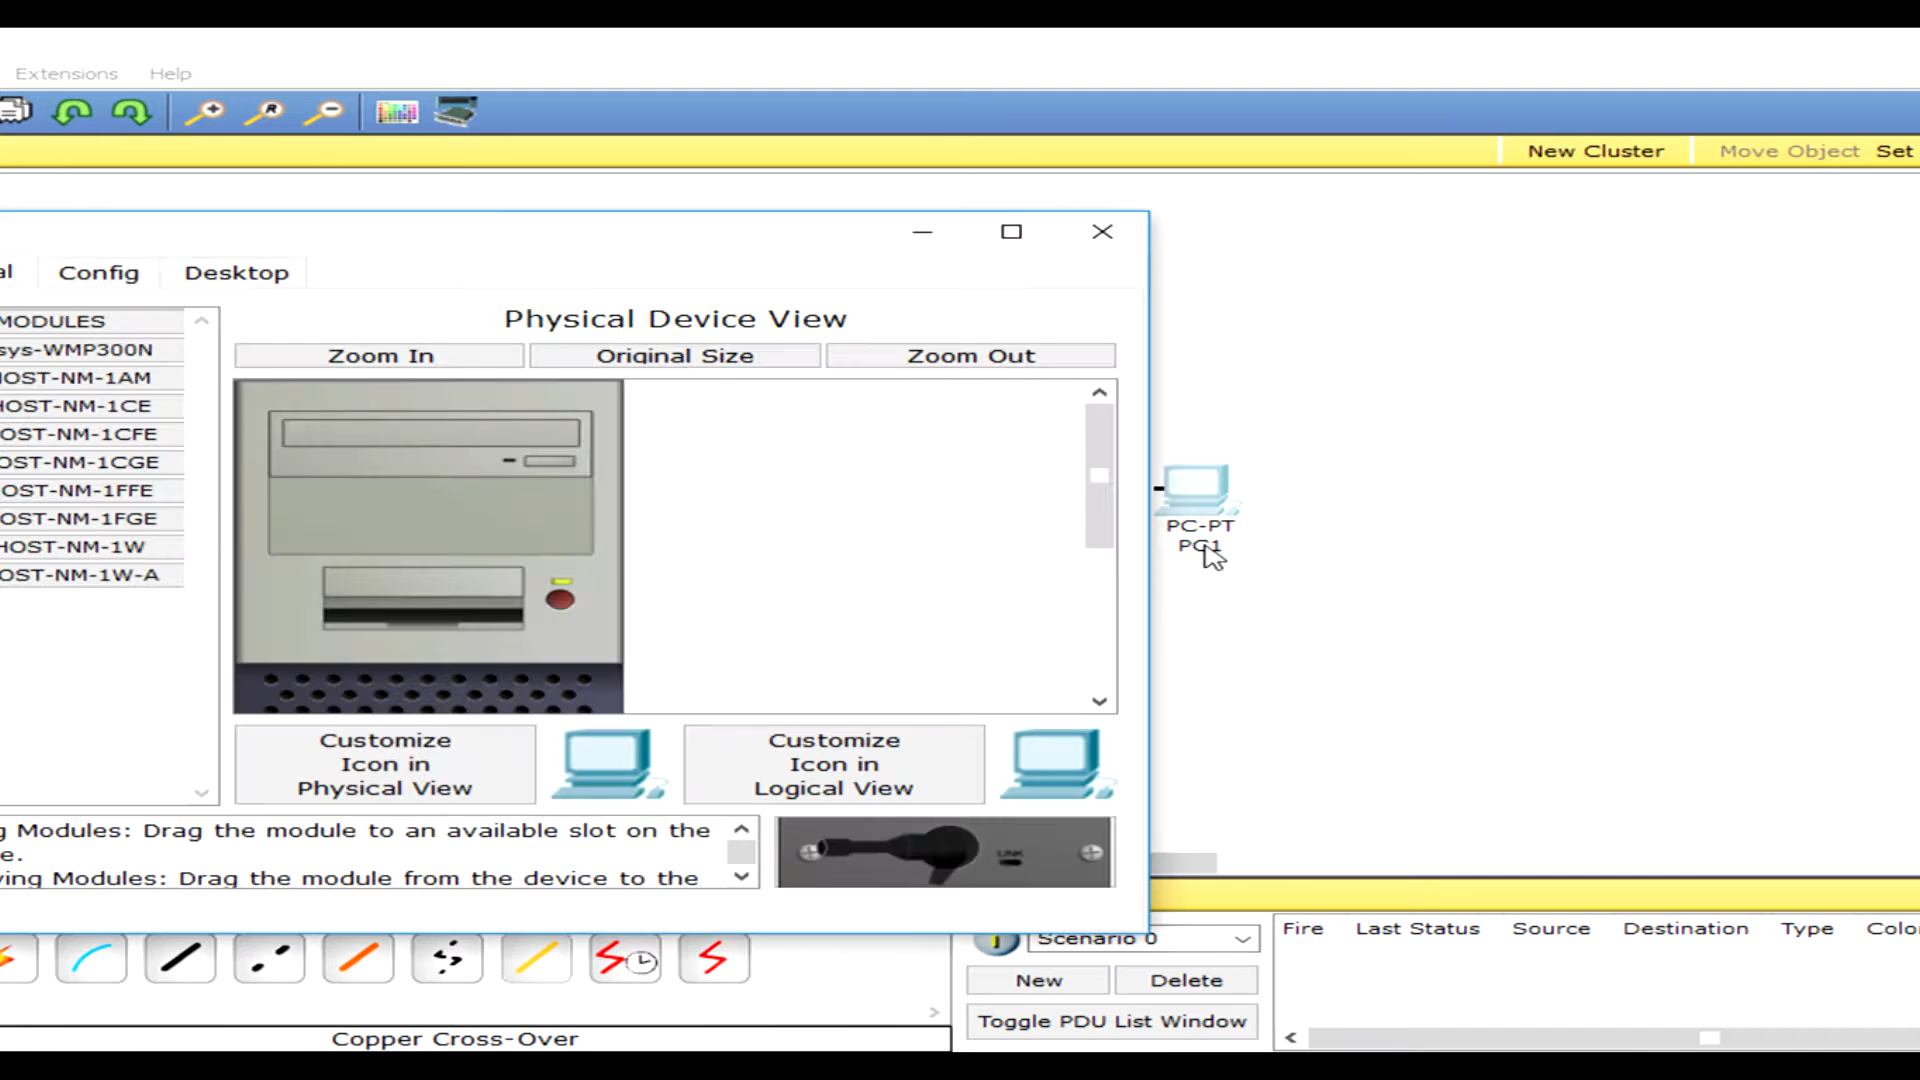 Extensions Help
New Cluster Move Object Set
al Config Desktop
MODULES
sys-WMP300N
HOST-NM-1AM
HOST-NM-1CE
OST-NM-1CFE
OST-NM-1CGE
OST-NM-1FFE
OST-NM-1FGE
HOST-NM-1W
OST-NM-1W-A
Physical Device View
Zoom In Original Size Zoom Out
PC-PT
PC1
Customize
Icon in
Physical View
Customize
Icon in
Logical View
g Modules: Drag the module to an available slot on the
e.
ving Modules: Drag the module from the device to the
LINK
Scenario 0
New Delete
Toggle PDU List Window
Fire Last Status Source Destination Type Colo
Copper Cross-Over